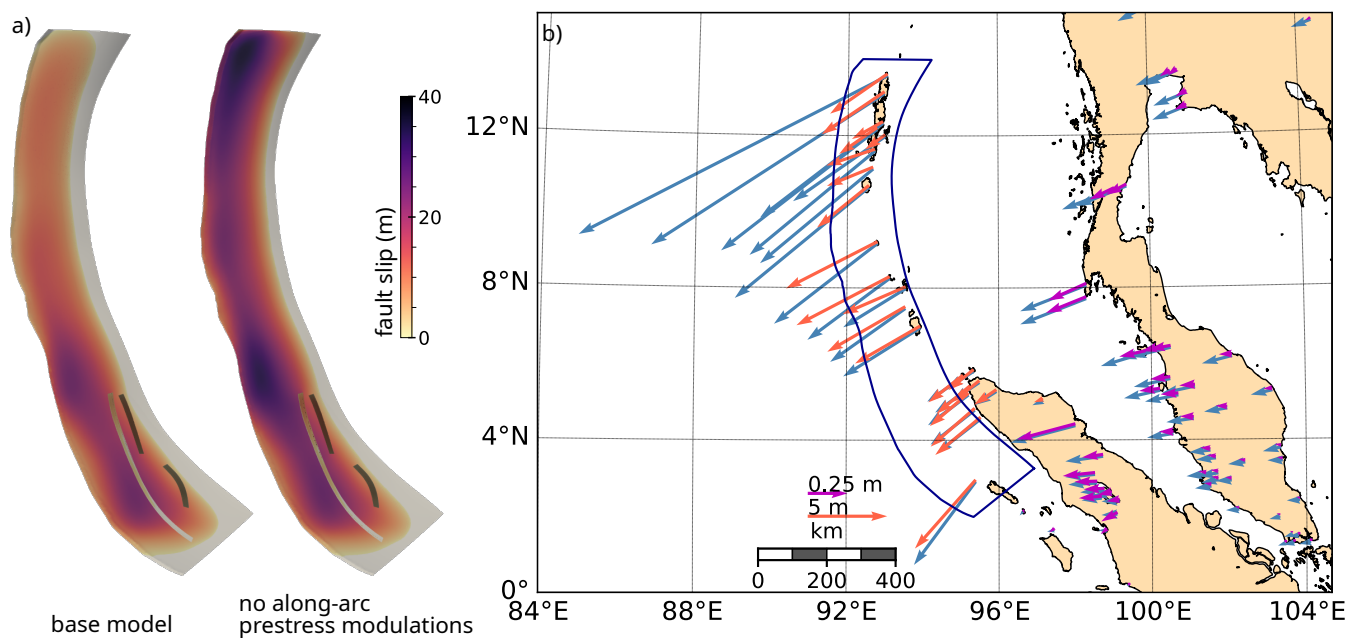 a)
40
20
0
fault slip (m)
base model
no along-arc
prestress modulations
b)
12°N
8°N
4°N
0°
84°E
88°E
92°E
96°E
100°E
104°E
0.25 m
5 m
km
0
200
400